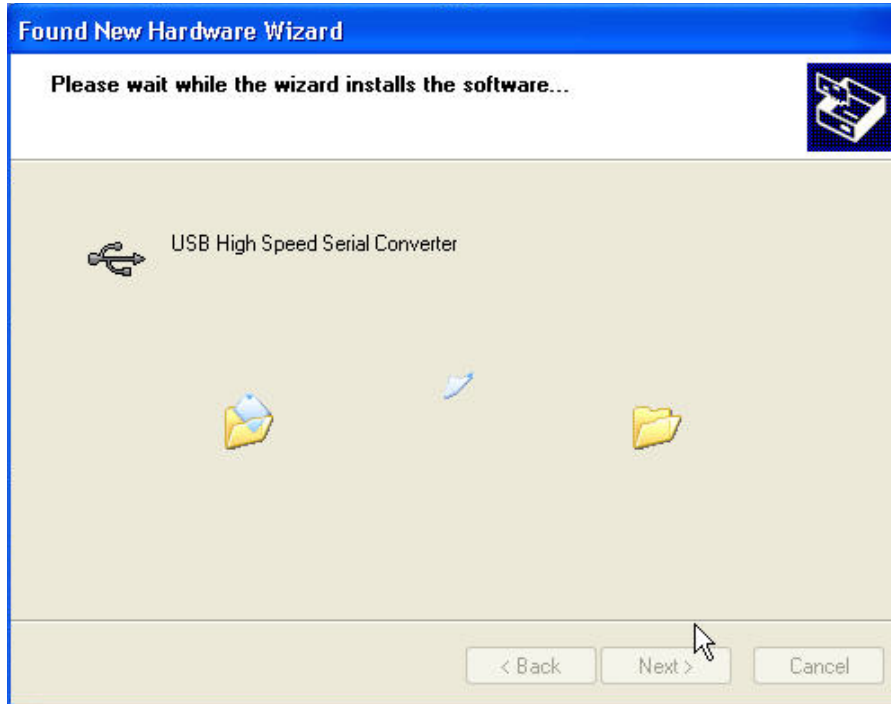 Found New Hardware Wizard
Please wait while the wizard installs the software...
USB High Speed Serial Converter
< Back
Next >
Cancel